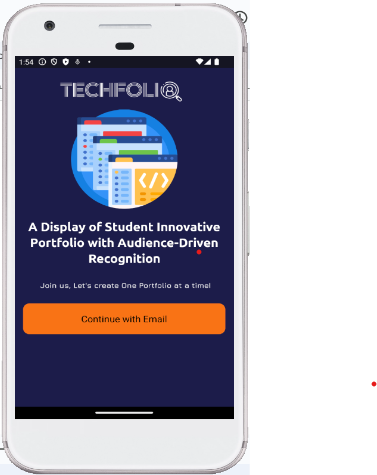 1:54
TECHFOLIO
</>
A Display of Student Innovative
Portfolio with Audience-Driven
Recognition
Join us, Let's create One Portfolio at a time!
Continue with Email